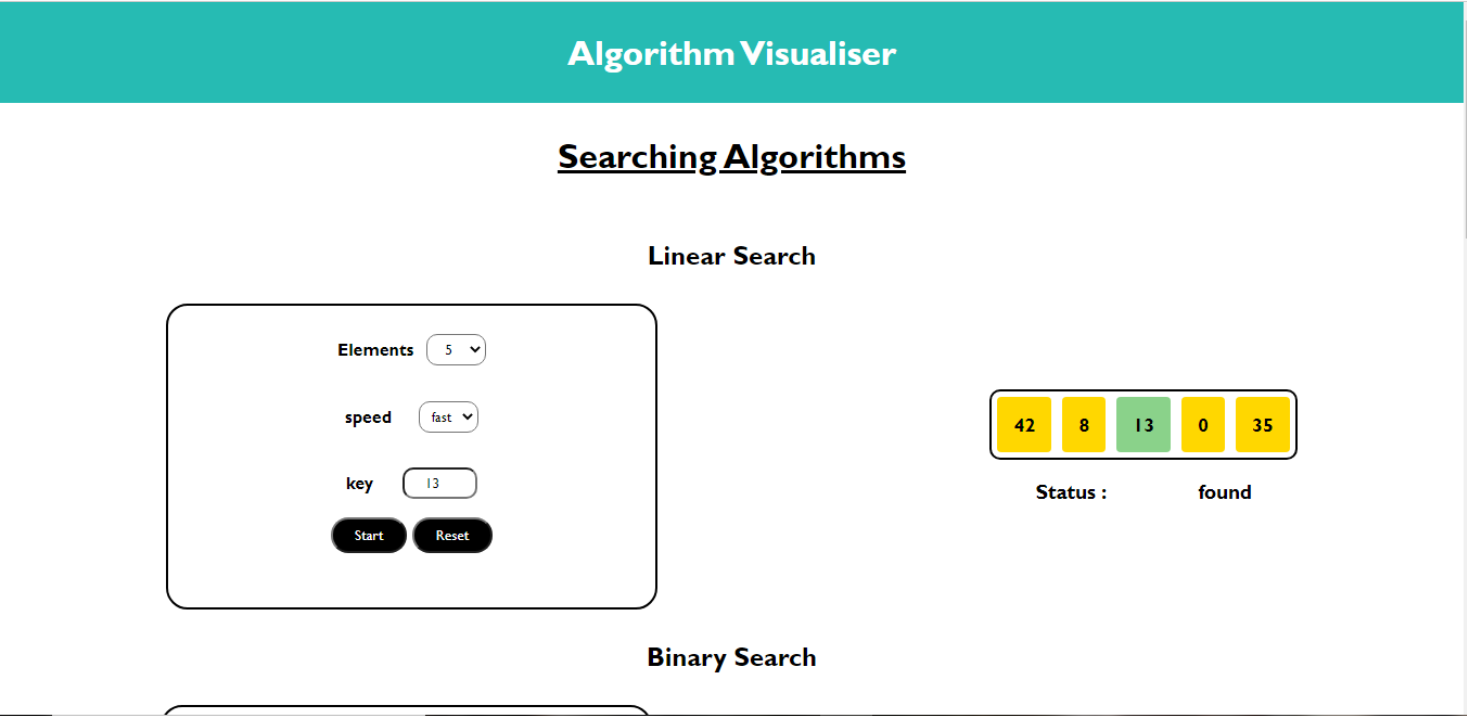 Algorithm Visualiser
Searching Algorithms
Linear Search
Elements 5
speed fast
key 13
Start Reset
42 8 13 0 35
Status : found
Binary Search